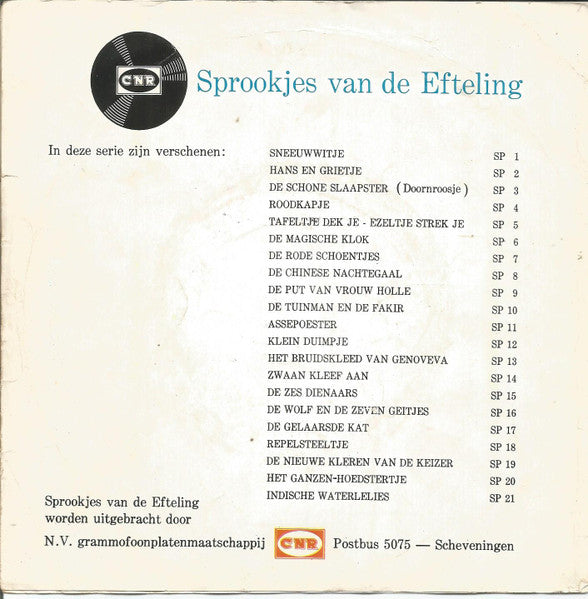 CNR
Sprookjes van de Efteling
In deze serie zijn verschenen:
SNEEUWWITJE SP 1
HANS EN GRIETJE SP 2
DE SCHONE SLAAPSTER (Doornroosje) SP 3
ROODKAPJE SP 4
TAFELTJE DEK JE - EZELTJE STREK JE SP 5
DE MAGISCHE KLOK SP 6
DE RODE SCHOENTJES SP 7
DE CHINESE NACHTEGAAL SP 8
DE PUT VAN VROUW HOLLE SP 9
DE TUINMAN EN DE FAKIR SP 10
ASSEPOESTER SP 11
KLEIN DUIMPJE SP 12
HET BRUIDSKLEED VAN GENOVEVA SP 13
ZWAAN KLEEF AAN SP 14
DE ZES DIENAARS SP 15
DE WOLF EN DE ZEVEN GEITJES SP 16
DE GELAARSDE KAT SP 17
REPELSTEELTJE SP 18
DE NIEUWE KLEREN VAN DE KEIZER SP 19
HET GANZEN-HOEDSTERTJE SP 20
INDISCHE WATERLELIES SP 21
Sprookjes van de Efteling
worden uitgebracht door
N.V. grammofoonplatenmaatschappij CNR Postbus 5075 — Scheveningen